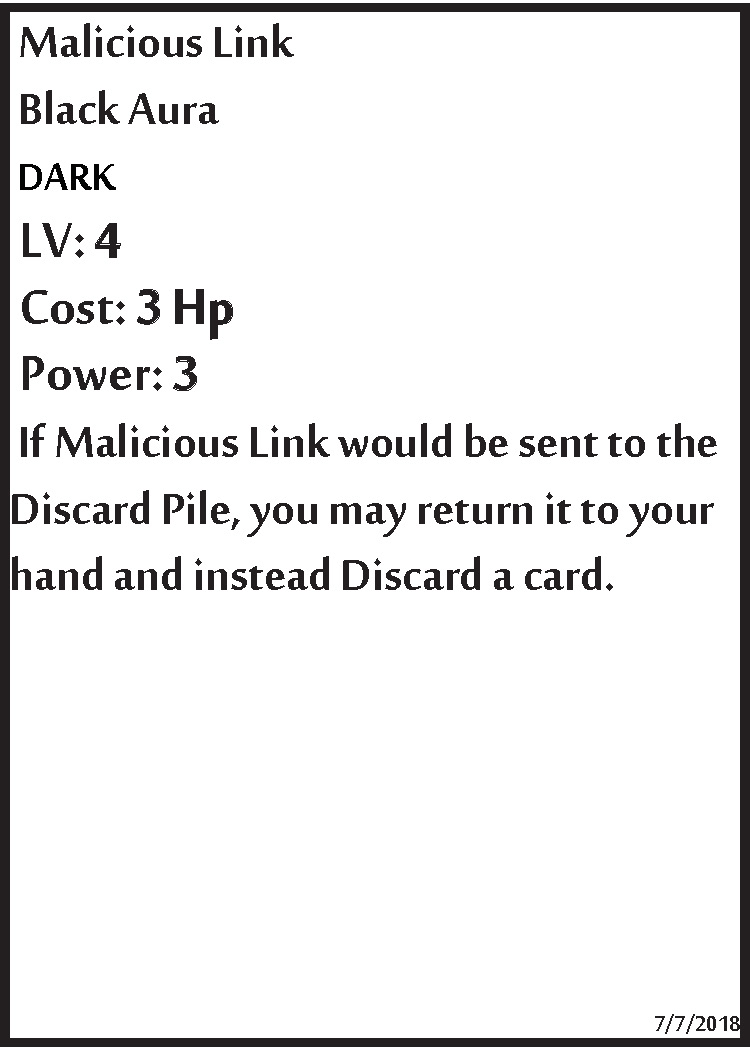 Malicious Link
Black Aura
DARK
LV: 4
Cost: 3 Hp
Power: 3
If Malicious Link would be sent to the
Discard Pile, you may return it to your
hand and instead Discard a card.
7/7/2018